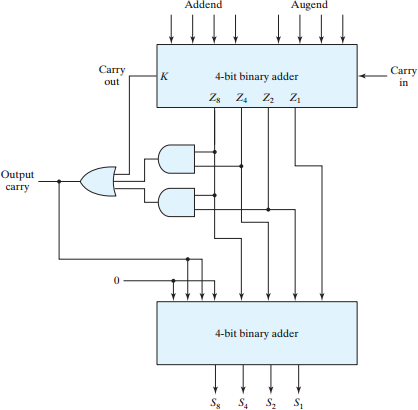 Addend Augend
Carry
out
K
4-bit binary adder
Carry
in
Z8 Z4 Z2 Z1
Output
carry
0
4-bit binary adder
S8 S4 S2 S1